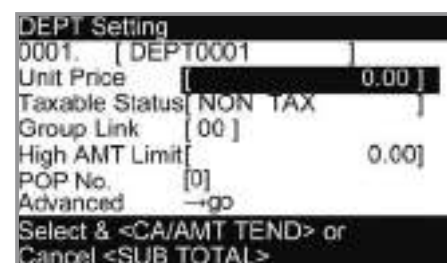 DEPT Setting
0001. [ DEPT0001 ]
Unit Price [ 0.00 ]
Taxable Status[ NON TAX ]
Group Link [ 00 ]
High AMT Limit[ 0.00]
POP No. [0]
Advanced →go
Select & <CA/AMT TEND> or
Cancel <SUB TOTAL>